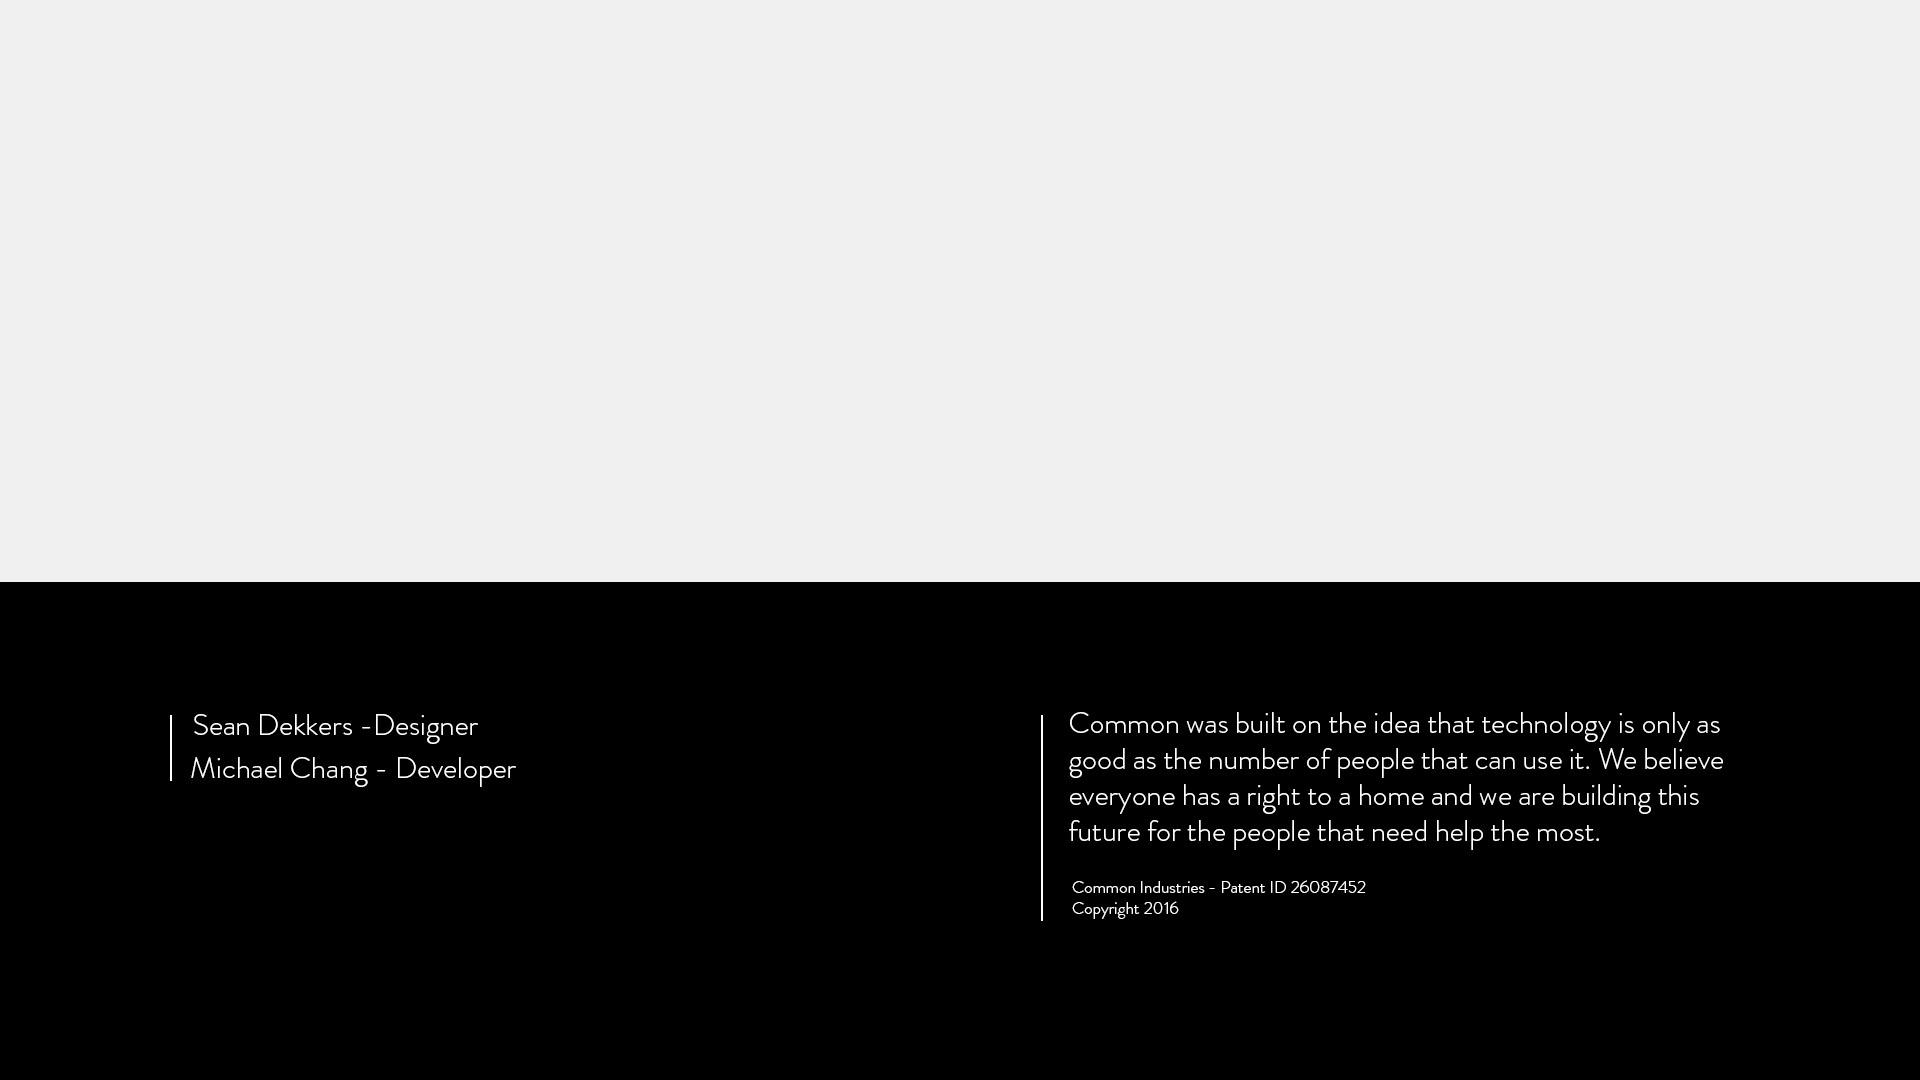 Sean Dekkers -Designer
Michael Chang - Developer
Common was built on the idea that technology is only as
good as the number of people that can use it. We believe
everyone has a right to a home and we are building this
future for the people that need help the most.
Common Industries - Patent ID 26087452
Copyright 2016